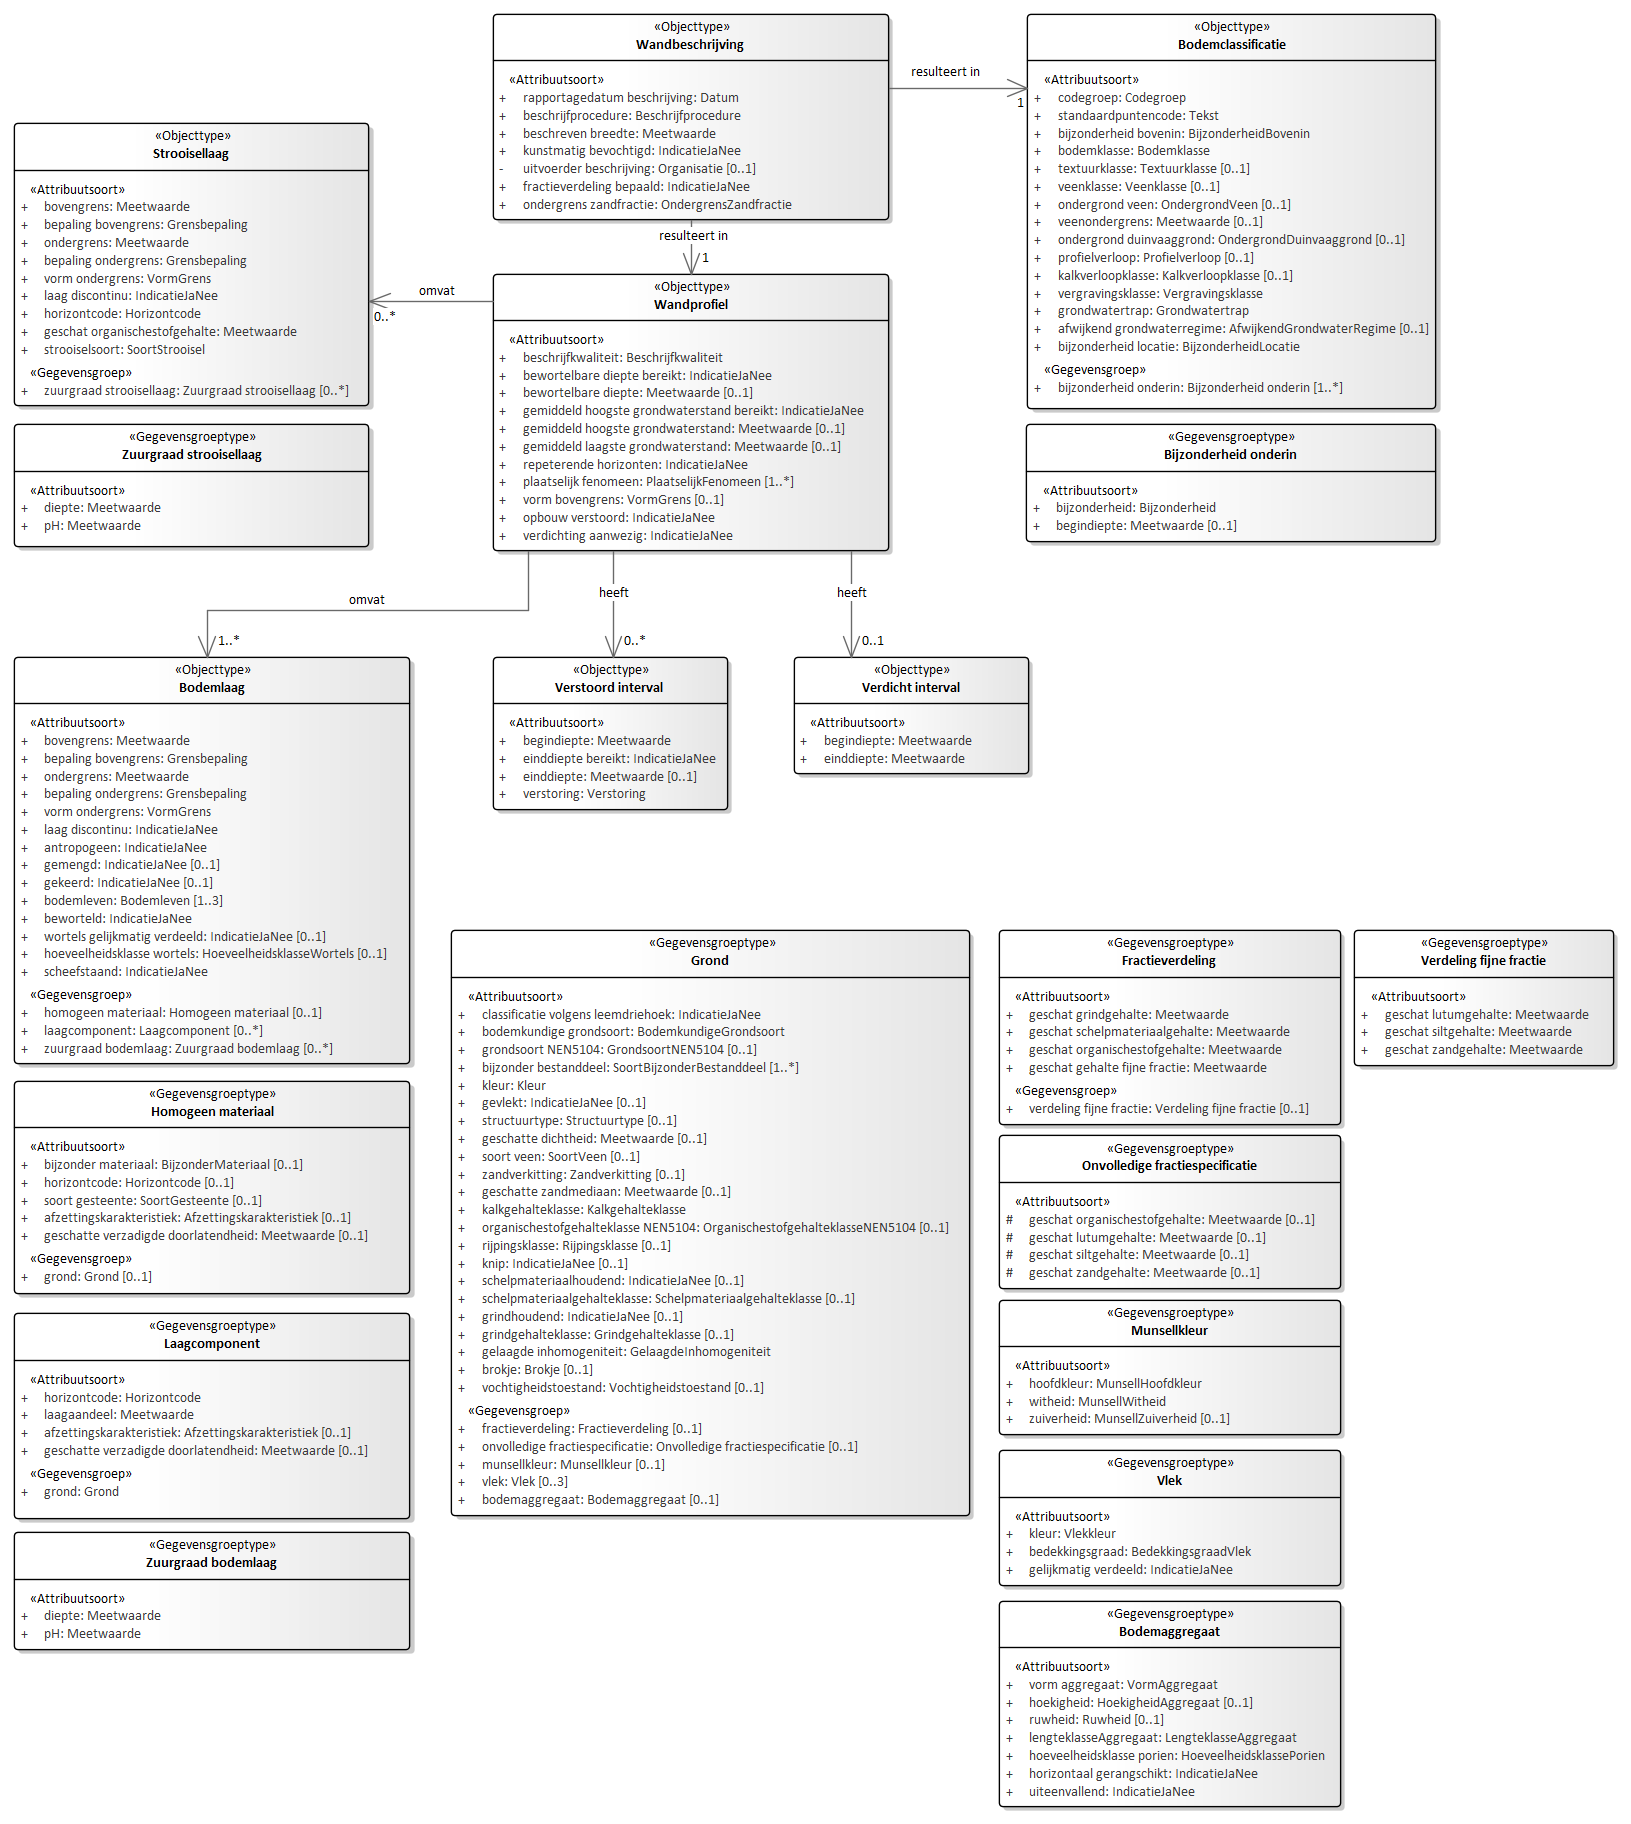 «Objecttype»
Wandbeschrijving
«Attribuutsoort»
+ rapportagedatum beschrijving: Datum
+ beschrijfprocedure: Beschrijfprocedure
+ beschreven breedte: Meetwaarde
+ kunstmatig bevochtigd: IndicatieJaNee
- uitvoerder beschrijving: Organisatie [0..1]
+ fractieverdeling bepaald: IndicatieJaNee
+ ondergrens zandfractie: OndergrensZandfractie
resulteert in
1
«Objecttype»
Bodemclassificatie
«Attribuutsoort»
+ codegroep: Codegroep
+ standaardpuntencode: Tekst
+ bijzonderheid bovenin: BijzonderheidBovenin
+ bodemklasse: Bodemklasse
+ textuurklasse: Textuurklasse [0..1]
+ veenklasse: Veenklasse [0..1]
+ ondergrond veen: OndergrondVeen [0..1]
+ veenondergrens: Meetwaarde [0..1]
+ ondergrond duinvaaggrond: OndergrondDuinvaaggrond [0..1]
+ profielverloop: Profielverloop [0..1]
+ kalkverloopklasse: Kalkverloopklasse [0..1]
+ vergravingsklasse: Vergravingsklasse
+ grondwatertrap: Grondwatertrap
+ afwijkend grondwaterregime: AfwijkendGrondwaterRegime [0..1]
+ bijzonderheid locatie: BijzonderheidLocatie
«Gegevensgroep»
+ bijzonderheid onderin: Bijzonderheid onderin [1..*]
«Objecttype»
Strooisellaag
«Attribuutsoort»
+ bovengrens: Meetwaarde
+ bepaling bovengrens: Grensbepaling
+ ondergrens: Meetwaarde
+ bepaling ondergrens: Grensbepaling
+ vorm ondergrens: VormGrens
+ laag discontinu: IndicatieJaNee
+ horizontcode: Horizontcode
+ geschat organischestofgehalte: Meetwaarde
+ strooiselsoort: SoortStrooisel
«Gegevensgroep»
+ zuurgraad strooisellaag: Zuurgraad strooisellaag [0..*]
resulteert in
1
omvat
0..*
«Objecttype»
Wandprofiel
«Attribuutsoort»
+ beschrijfkwaliteit: Beschrijfkwaliteit
+ bewortelbare diepte bereikt: IndicatieJaNee
+ bewortelbare diepte: Meetwaarde [0..1]
+ gemiddeld hoogste grondwaterstand bereikt: IndicatieJaNee
+ gemiddeld hoogste grondwaterstand: Meetwaarde [0..1]
+ gemiddeld laagste grondwaterstand: Meetwaarde [0..1]
+ repeterende horizonten: IndicatieJaNee
+ plaatselijk fenomeen: PlaatselijkFenomeen [1..*]
+ vorm bovengrens: VormGrens [0..1]
+ opbouw verstoord: IndicatieJaNee
+ verdichting aanwezig: IndicatieJaNee
«Gegevensgroeptype»
Zuurgraad strooisellaag
«Attribuutsoort»
+ diepte: Meetwaarde
+ pH: Meetwaarde
«Gegevensgroeptype»
Bijzonderheid onderin
«Attribuutsoort»
+ bijzonderheid: Bijzonderheid
+ begindiepte: Meetwaarde [0..1]
omvat
1..*
heeft
0..*
heeft
0..1
«Objecttype»
Bodemlaag
«Attribuutsoort»
+ bovengrens: Meetwaarde
+ bepaling bovengrens: Grensbepaling
+ ondergrens: Meetwaarde
+ bepaling ondergrens: Grensbepaling
+ vorm ondergrens: VormGrens
+ laag discontinu: IndicatieJaNee
+ antropogeen: IndicatieJaNee
+ gemengd: IndicatieJaNee [0..1]
+ gekeerd: IndicatieJaNee [0..1]
+ bodemleven: Bodemleven [1..3]
+ beworteld: IndicatieJaNee
+ wortels gelijkmatig verdeeld: IndicatieJaNee [0..1]
+ hoeveelheidsklasse wortels: HoeveelheidsklasseWortels [0..1]
+ scheefstaand: IndicatieJaNee
«Gegevensgroep»
+ homogeen materiaal: Homogeen materiaal [0..1]
+ laagcomponent: Laagcomponent [0..*]
+ zuurgraad bodemlaag: Zuurgraad bodemlaag [0..*]
«Objecttype»
Verstoord interval
«Attribuutsoort»
+ begindiepte: Meetwaarde
+ einddiepte bereikt: IndicatieJaNee
+ einddiepte: Meetwaarde [0..1]
+ verstoring: Verstoring
«Objecttype»
Verdicht interval
«Attribuutsoort»
+ begindiepte: Meetwaarde
+ einddiepte: Meetwaarde
«Gegevensgroeptype»
Homogeen materiaal
«Attribuutsoort»
+ bijzonder materiaal: BijzonderMateriaal [0..1]
+ horizontcode: Horizontcode [0..1]
+ soort gesteente: SoortGesteente [0..1]
+ afzettingskarakteristiek: Afzettingskarakteristiek [0..1]
+ geschatte verzadigde doorlatendheid: Meetwaarde [0..1]
«Gegevensgroep»
+ grond: Grond [0..1]
«Gegevensgroeptype»
Laagcomponent
«Attribuutsoort»
+ horizontcode: Horizontcode
+ laagaandeel: Meetwaarde
+ afzettingskarakteristiek: Afzettingskarakteristiek [0..1]
+ geschatte verzadigde doorlatendheid: Meetwaarde [0..1]
«Gegevensgroep»
+ grond: Grond
«Gegevensgroeptype»
Zuurgraad bodemlaag
«Attribuutsoort»
+ diepte: Meetwaarde
+ pH: Meetwaarde
«Gegevensgroeptype»
Grond
«Attribuutsoort»
+ classificatie volgens leemdriehoek: IndicatieJaNee
+ bodemkundige grondsoort: BodemkundigeGrondsoort
+ grondsoort NEN5104: GrondsoortNEN5104 [0..1]
+ bijzonder bestanddeel: SoortBijzonderBestanddeel [1..*]
+ kleur: Kleur
+ gevlekt: IndicatieJaNee [0..1]
+ structuurtype: Structuurtype [0..1]
+ geschatte dichtheid: Meetwaarde [0..1]
+ soort veen: SoortVeen [0..1]
+ zandverkitting: Zandverkitting [0..1]
+ geschatte zandmediaan: Meetwaarde [0..1]
+ kalkgehalteklasse: Kalkgehalteklasse
+ organischestofgehalteklasse NEN5104: OrganischestofgehalteklasseNEN5104 [0..1]
+ rijpingsklasse: Rijpingsklasse [0..1]
+ knip: IndicatieJaNee [0..1]
+ schelpmateriaalhoudend: IndicatieJaNee [0..1]
+ schelpmateriaalgehalteklasse: Schelpmateriaalgehalteklasse [0..1]
+ grindhoudend: IndicatieJaNee [0..1]
+ grindgehalteklasse: Grindgehalteklasse [0..1]
+ gelaagde inhomogeniteit: GelaagdeInhomogeniteit
+ brokje: Brokje [0..1]
+ vochtigheidstoestand: Vochtigheidstoestand [0..1]
«Gegevensgroep»
+ fractieverdeling: Fractieverdeling [0..1]
+ onvolledige fractiespecificatie: Onvolledige fractiespecificatie [0..1]
+ munsellkleur: Munsellkleur [0..1]
+ vlek: Vlek [0..3]
+ bodemaggregaat: Bodemaggregaat [0..1]
«Gegevensgroeptype»
Fractieverdeling
«Attribuutsoort»
+ geschat grindgehalte: Meetwaarde
+ geschat schelpmateriaalgehalte: Meetwaarde
+ geschat organischestofgehalte: Meetwaarde
+ geschat gehalte fijne fractie: Meetwaarde
«Gegevensgroep»
+ verdeling fijne fractie: Verdeling fijne fractie [0..1]
«Gegevensgroeptype»
Verdeling fijne fractie
«Attribuutsoort»
+ geschat lutumgehalte: Meetwaarde
+ geschat siltgehalte: Meetwaarde
+ geschat zandgehalte: Meetwaarde
«Gegevensgroeptype»
Onvolledige fractiespecificatie
«Attribuutsoort»
# geschat organischestofgehalte: Meetwaarde [0..1]
# geschat lutumgehalte: Meetwaarde [0..1]
# geschat siltgehalte: Meetwaarde [0..1]
# geschat zandgehalte: Meetwaarde [0..1]
«Gegevensgroeptype»
Munsellkleur
«Attribuutsoort»
+ hoofdkleur: MunsellHoofdkleur
+ witheid: MunsellWitheid
+ zuiverheid: MunsellZuiverheid [0..1]
«Gegevensgroeptype»
Vlek
«Attribuutsoort»
+ kleur: Vlekkleur
+ bedekkingsgraad: BedekkingsgraadVlek
+ gelijkmatig verdeeld: IndicatieJaNee
«Gegevensgroeptype»
Bodemaggregaat
«Attribuutsoort»
+ vorm aggregaat: VormAggregaat
+ hoekigheid: HoekigheidAggregaat [0..1]
+ ruwheid: Ruwheid [0..1]
+ lengteklasseAggregaat: LengteklasseAggregaat
+ hoeveelheidsklasse porien: HoeveelheidsklassePorien
+ horizontaal gerangschikt: IndicatieJaNee
+ uiteenvallend: IndicatieJaNee